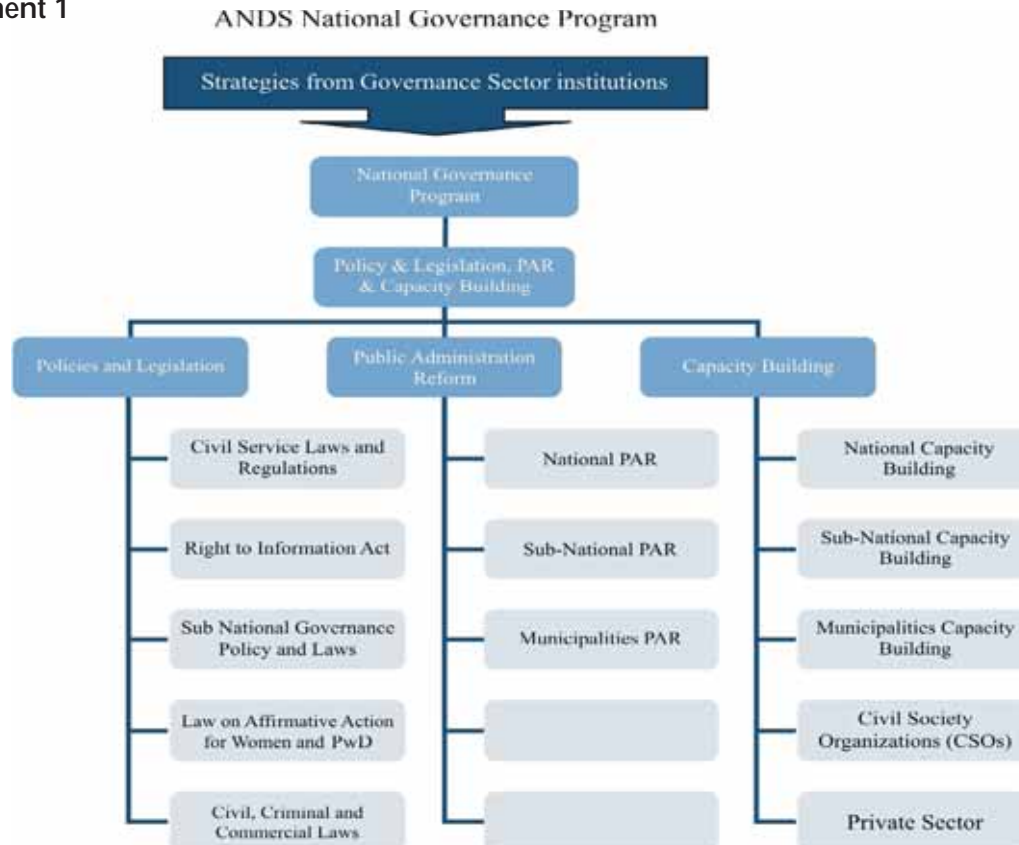 ment 1
ANDS National Governance Program
Strategies from Governance Sector institutions
National Governance
Program
Policy & Legislation, PAR
& Capacity Building
Policies and Legislation
Public Administration
Reform
Capacity Building
Civil Service Laws and
Regulations
Right to Information Act
Sub National Governance
Policy and Laws
Law on Affirmative Action
for Women and PwD
Civil, Criminal and
Commercial Laws
National PAR
Sub-National PAR
Municipalities PAR
National Capacity
Building
Sub-National Capacity
Building
Municipalities Capacity
Building
Civil Society
Organizations (CSOs)
Private Sector